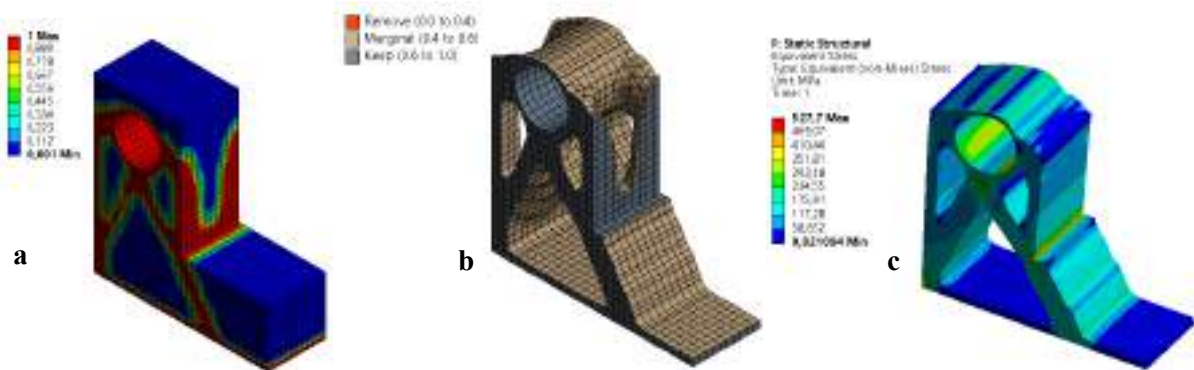 1 Max
0,889
0,778
0,667
0,556
0,445
0,334
0,223
0,112
0,001 Min
a
Remove (0.0 to 0.4)
Marginal (0.4 to 0.6)
Keep (0.6 to 1.0)
b
Static Structural
Equivalent Stress
Type: Equivalent (von-Mises) Stress
Unit: MPa
Time: 1
527,7 Max
469,07
410,44
351,81
293,18
234,55
175,91
117,28
58,652
0,021094 Min
c